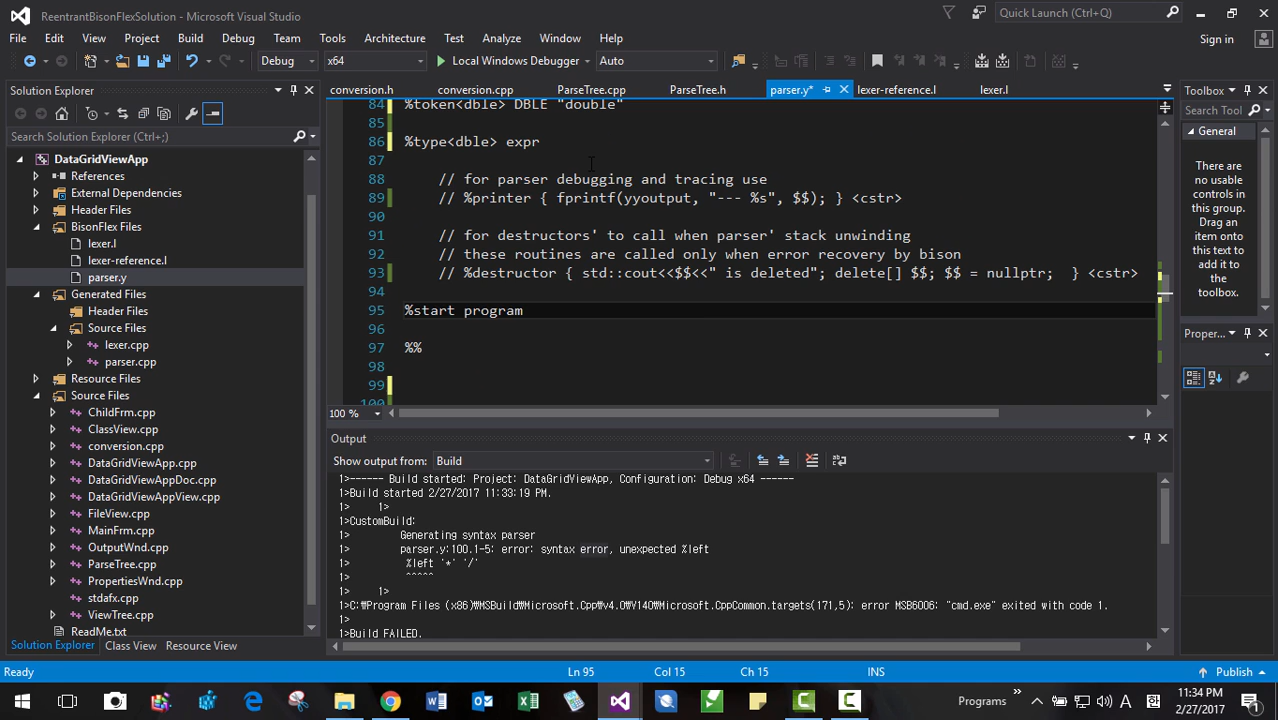 ReentrantBisonFlexSolution - Microsoft Visual Studio
Quick Launch (Ctrl+Q)
File Edit View Project Build Debug Team Tools Architecture Test Analyze Window Help
Sign in
Debug x64 Local Windows Debugger Auto
Solution Explorer
conversion.h conversion.cpp ParseTree.cpp ParseTree.h parser.y* lexer-reference.l lexer.l
Toolbox
Search Solution Explorer (Ctrl+;)
DataGridViewApp
References
External Dependencies
Header Files
BisonFlex Files
lexer.l
lexer-reference.l
parser.y
Generated Files
Header Files
Source Files
lexer.cpp
parser.cpp
Resource Files
Source Files
ChildFrm.cpp
ClassView.cpp
conversion.cpp
DataGridViewApp.cpp
DataGridViewAppDoc.cpp
DataGridViewAppView.cpp
FileView.cpp
MainFrm.cpp
OutputWnd.cpp
ParseTree.cpp
PropertiesWnd.cpp
stdafx.cpp
ViewTree.cpp
ReadMe.txt
Solution Explorer Class View Resource View
84 %token<dble> DBLE "double"
85
86 %type<dble> expr
87
88 // for parser debugging and tracing use
89 // %printer { fprintf(yyoutput, "--- %s", $$); } <cstr>
90
91 // for destructors' to call when parser' stack unwinding
92 // these routines are called only when error recovery by bison
93 // %destructor { std::cout<<$$<<" is deleted"; delete[] $$; $$ = nullptr; } <cstr>
94
95 %start program
96
97 %%
98
99
100
100 %
Output
Show output from: Build
1>------ Build started: Project: DataGridViewApp, Configuration: Debug x64 ------
1>Build started 2/27/2017 11:33:19 PM.
1> 1>
1>CustomBuild:
1> Generating syntax parser
1> parser.y:100.1-5: error: syntax error, unexpected %left
1> %left '*' '/'
1> ^^^^^
1> 1>
1>C:₩Program Files (x86)₩MSBuild₩Microsoft.Cpp₩v4.0₩V140₩Microsoft.CppCommon.targets(171,5): error MSB6006: "cmd.exe" exited with code 1.
1>
1>Build FAILED.
Search Tool
General
There are
no usable
controls in
this group.
Drag an
item onto
this text to
add it to
the
toolbox.
Proper...
Ready Ln 95 Col 15 Ch 15 INS Publish
Programs
A
11:34 PM
2/27/2017